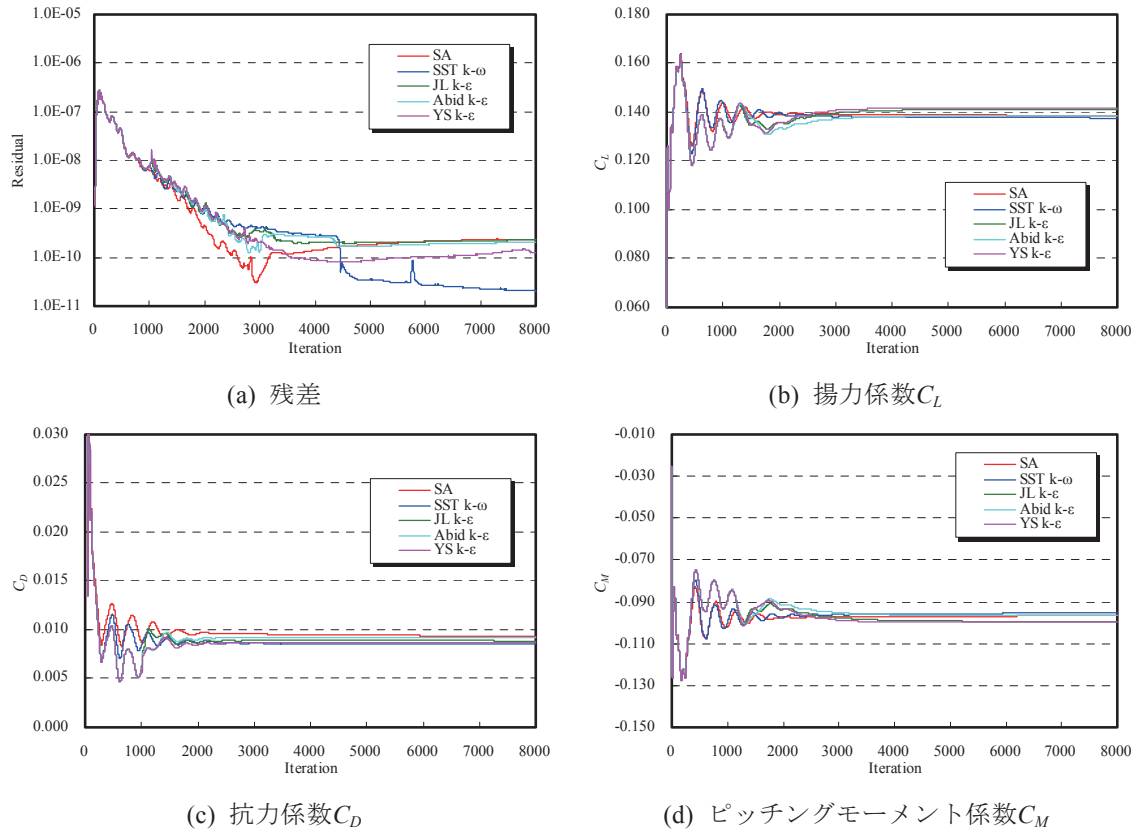 1.0E-05
1.0E-06
1.0E-07
1.0E-08
1.0E-09
1.0E-10
1.0E-11
Residual
0 1000 2000 3000 4000 5000 6000 7000 8000
Iteration
SA
SST k-ω
JL k-ε
Abid k-ε
YS k-ε
(a) 残差
0.180
0.160
0.140
0.120
0.100
0.080
0.060
CL
0 1000 2000 3000 4000 5000 6000 7000 8000
Iteration
SA
SST k-ω
JL k-ε
Abid k-ε
YS k-ε
(b) 揚力係数CL
0.030
0.025
0.020
0.015
0.010
0.005
0.000
CD
0 1000 2000 3000 4000 5000 6000 7000 8000
Iteration
SA
SST k-ω
JL k-ε
Abid k-ε
YS k-ε
(c) 抗力係数CD
-0.010
-0.030
-0.050
-0.070
-0.090
-0.110
-0.130
-0.150
CM
0 1000 2000 3000 4000 5000 6000 7000 8000
Iteration
SA
SST k-ω
JL k-ε
Abid k-ε
YS k-ε
(d) ピッチングモーメント係数CM